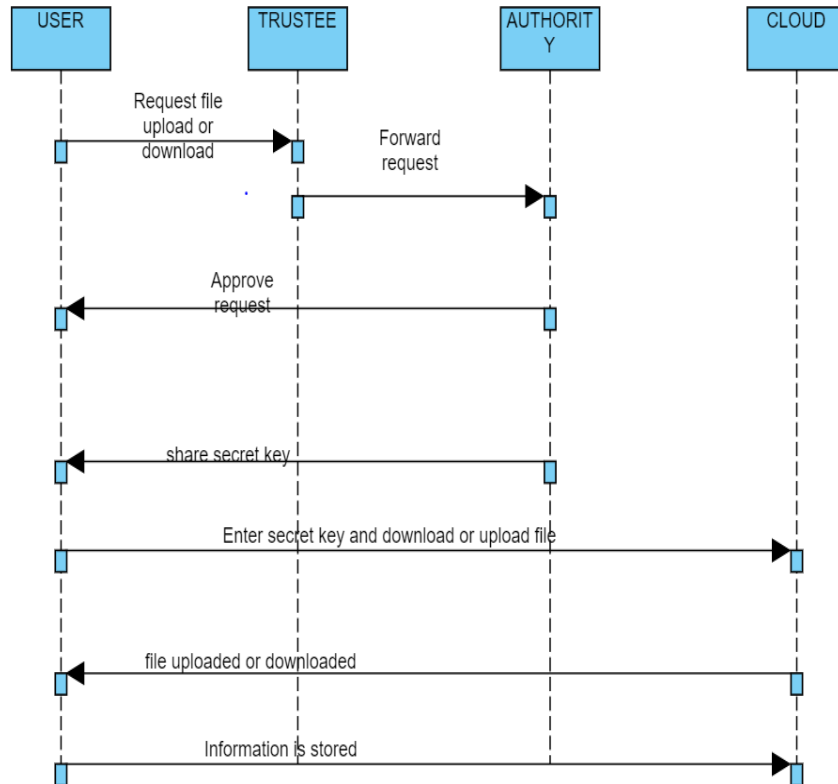 USER
TRUSTEE
AUTHORIT
Y
CLOUD
Request file
upload or
download
Forward
request
Approve
request
share secret key
Enter secret key and download or upload file
file uploaded or downloaded
Information is stored